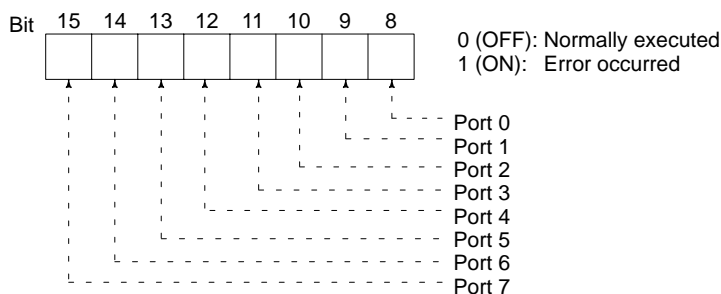 Bit 15 14 13 12 11 10 9 8
0 (OFF): Normally executed
1 (ON): Error occurred
Port 0
Port 1
Port 2
Port 3
Port 4
Port 5
Port 6
Port 7